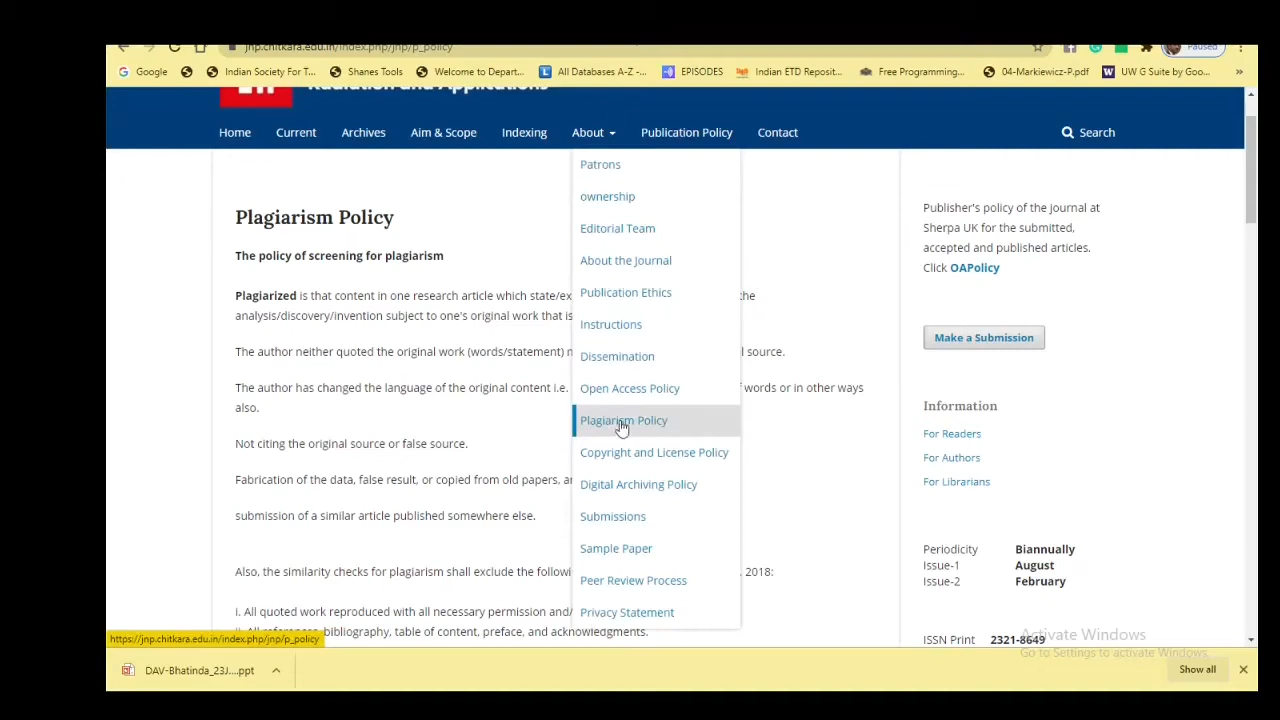 jnp.chitkara.edu.in/index.php/jnp/p_policy
Paused
Google
Indian Society For T...
Shanes Tools
Welcome to Depart...
All Databases A-Z -...
EPISODES
Indian ETD Reposit...
Free Programming...
04-Markiewicz-P.pdf
UW G Suite by Goo...
»
Radiation and Applications
Home
Current
Archives
Aim & Scope
Indexing
About
Publication Policy
Contact
Search
Patrons
ownership
Editorial Team
About the Journal
Publication Ethics
Instructions
Dissemination
Open Access Policy
Plagiarism Policy
Copyright and License Policy
Digital Archiving Policy
Submissions
Sample Paper
Peer Review Process
Privacy Statement
Plagiarism Policy
The policy of screening for plagiarism
Plagiarized is that content in one research article which state/ex the
analysis/discovery/invention subject to one's original work that is
The author neither quoted the original work (words/statement) l source.
The author has changed the language of the original content i.e. words or in other ways
also.
Not citing the original source or false source.
Fabrication of the data, false result, or copied from old papers,
submission of a similar article published somewhere else.
Also, the similarity checks for plagiarism shall exclude the following 2018:
i. All quoted work reproduced with all necessary permission and/
ii. All references, bibliography, table of content, preface, and acknowledgments.
Publisher's policy of the journal at
Sherpa UK for the submitted,
accepted and published articles.
Click OAPolicy
Make a Submission
Information
For Readers
For Authors
For Librarians
Periodicity Biannually
Issue-1 August
Issue-2 February
ISSN Print 2321-8649
Activate Windows
Go to Settings to activate Windows.
https://jnp.chitkara.edu.in/index.php/jnp/p_policy
DAV-Bhatinda_23J....ppt
Show all